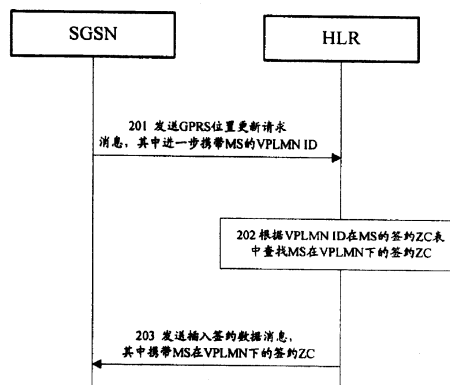 SGSN
HLR
201 发送GPRS位置更新请求
消息，其中进一步携带MS的VPLMN ID
202 根据VPLMN ID在MS的签约ZC表
中查找MS在VPLMN下的签约ZC
203 发送插入签约数据消息，
其中携带MS在VPLMN下的签约ZC